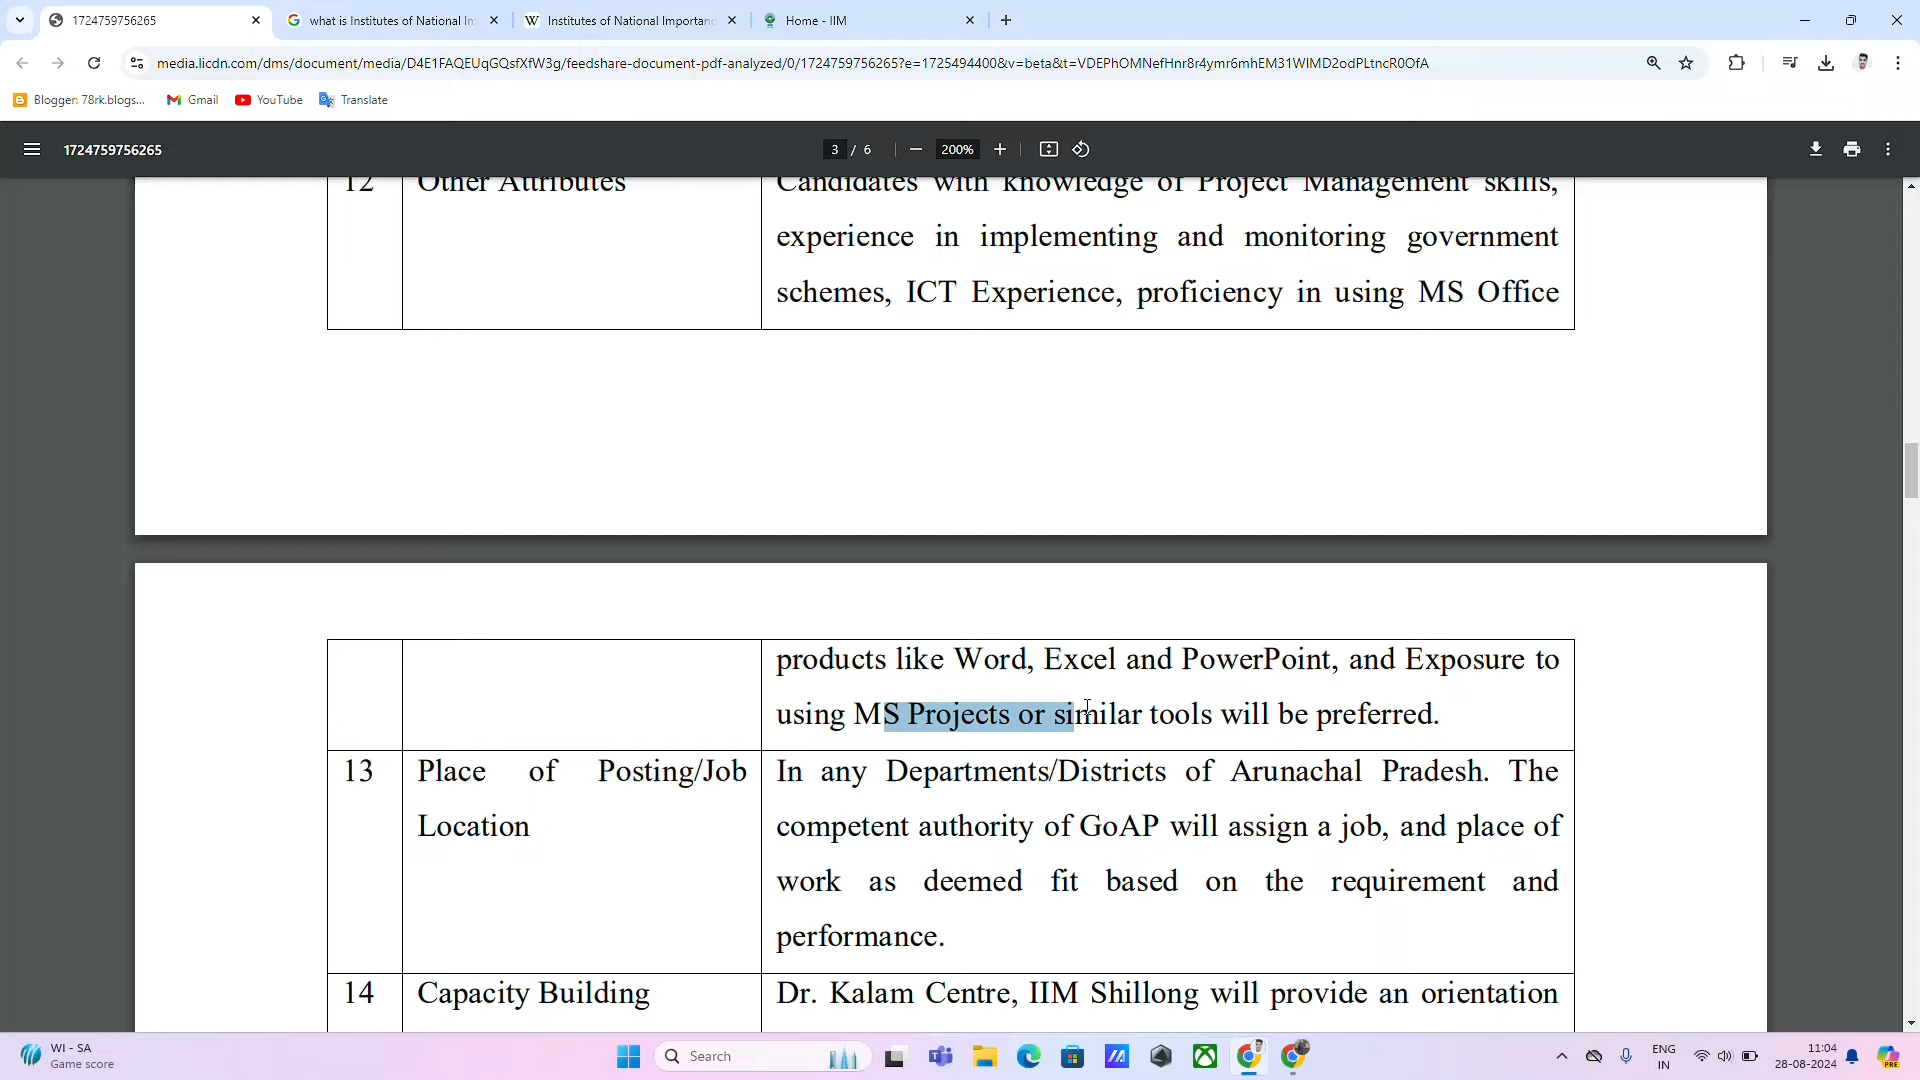 1724759756265
what is Institutes of National Im
Institutes of National Importanc
Home - IIM
media.licdn.com/dms/document/media/D4E1FAQEUqGQsfXfW3g/feedshare-document-pdf-analyzed/0/1724759756265?e=1725494400&v=beta&t=VDEPhOMNefHnr8r4ymr6mhEM31WIMD2odPLtncR0OfA
Blogger: 78rk.blogs...
Gmail
YouTube
Translate
1724759756265
3 / 6
200%
12
Other Attributes
Candidates with knowledge of Project Management skills,
experience in implementing and monitoring government
schemes, ICT Experience, proficiency in using MS Office
products like Word, Excel and PowerPoint, and Exposure to
using MS Projects or similar tools will be preferred.
13
Place of Posting/Job
Location
In any Departments/Districts of Arunachal Pradesh. The
competent authority of GoAP will assign a job, and place of
work as deemed fit based on the requirement and
performance.
14
Capacity Building
Dr. Kalam Centre, IIM Shillong will provide an orientation
WI - SA
Game score
Search
ENG
IN
11:04
28-08-2024
PRE